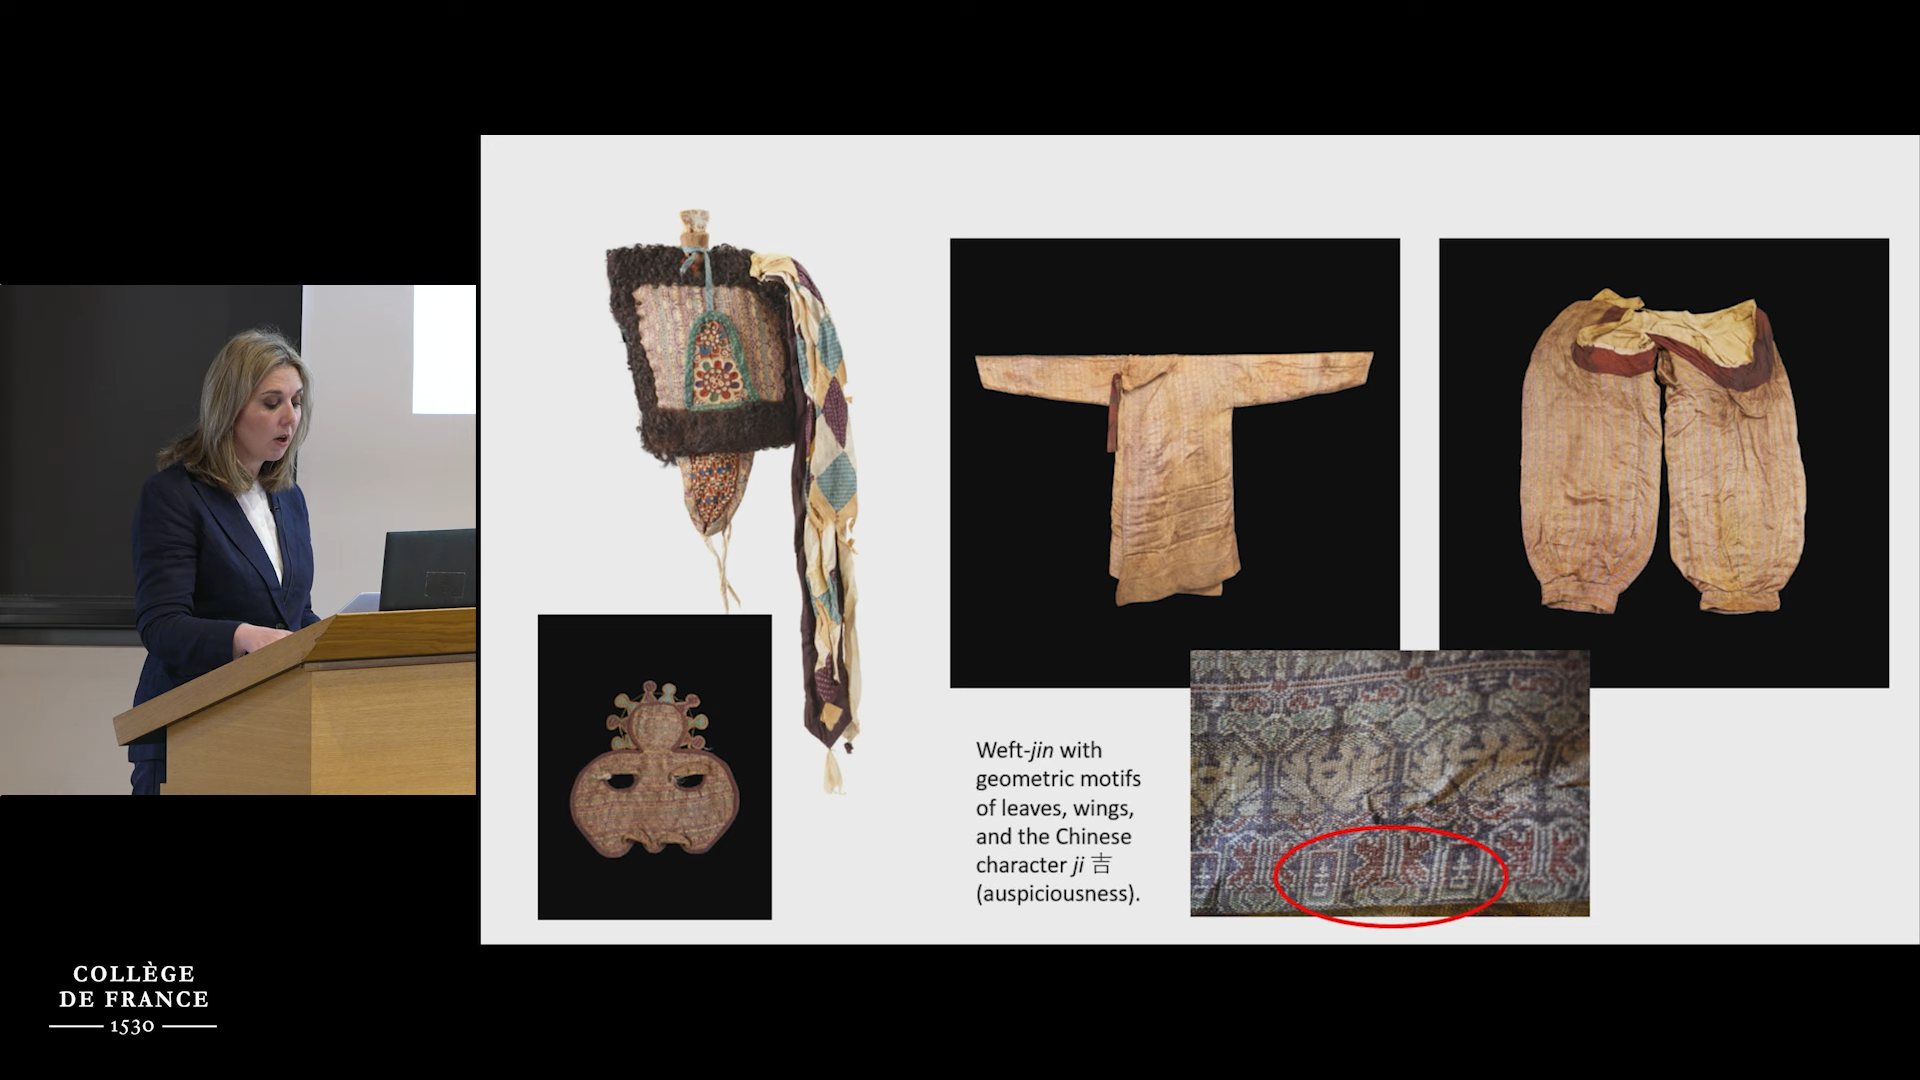 Weft-jin with
geometric motifs
of leaves, wings,
and the Chinese
character ji 吉
(auspiciousness).
COLLÈGE
DE FRANCE
1530